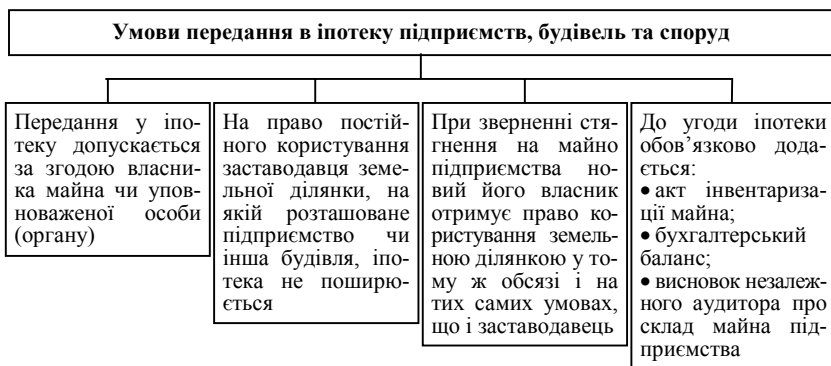 Умови передання в іпотеку підприємств, будівель та споруд
Передання у іпо-
теку допускається
за згодою власни-
ка майна чи упов-
новаженої особи
(органу)
На право постій-
ного користування
заставодавця земе-
льної ділянки, на
якій розташоване
підприємство чи
інша будівля, іпо-
тека не поширю-
ється
При зверненні стя-
гнення на майно
підприємства но-
вий його власник
отримує право ко-
ристування земель-
ною ділянкою у то-
му ж обсязі і на
тих самих умовах,
що і заставодавець
До угоди іпотеки
обов’язково дода-
ється:
• акт інвентариза-
ції майна;
• бухгалтерський
баланс;
• висновок незалеж-
ного аудитора про
склад майна під-
приємства